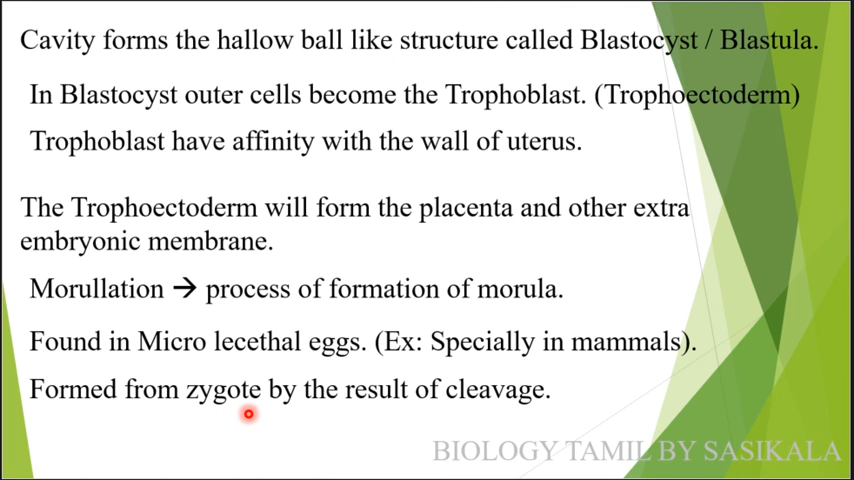 Cavity forms the hallow ball like structure called Blastocyst / Blastula.
In Blastocyst outer cells become the Trophoblast. (Trophoectoderm)
Trophoblast have affinity with the wall of uterus.
The Trophoectoderm will form the placenta and other extra
embryonic membrane.
Morullation → process of formation of morula.
Found in Micro lecethal eggs. (Ex: Specially in mammals).
Formed from zygote by the result of cleavage.
BIOLOGY TAMIL BY SASIKALA